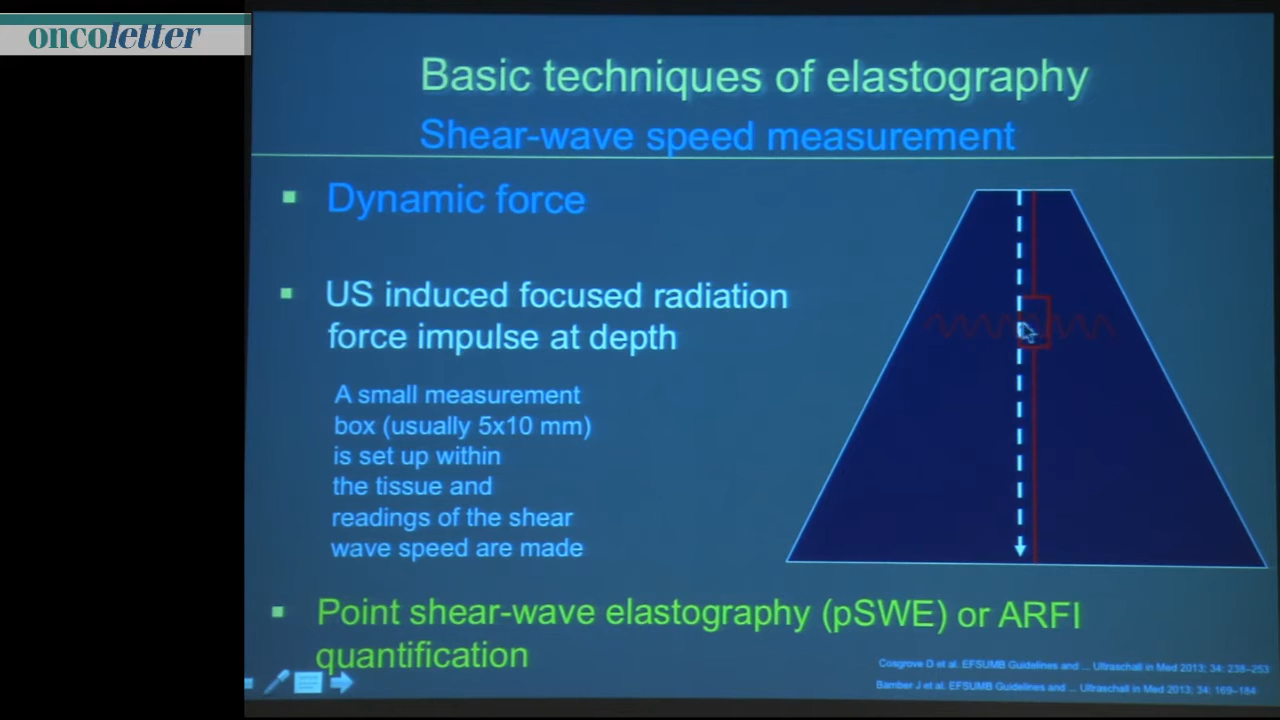 oncoletter
Basic techniques of elastography
Shear-wave speed measurement
Dynamic force
US induced focused radiation
force impulse at depth
A small measurement
box (usually 5x10 mm)
is set up within
the tissue and
readings of the shear
wave speed are made
Point shear-wave elastography (pSWE) or ARFI
quantification
Cosgrove D et al. EFSUMB Guidelines and ... Ultraschall in Med 2013; 34: 238–253
Bamber J et al. EFSUMB Guidelines and ... Ultraschall in Med 2013; 34: 169–184